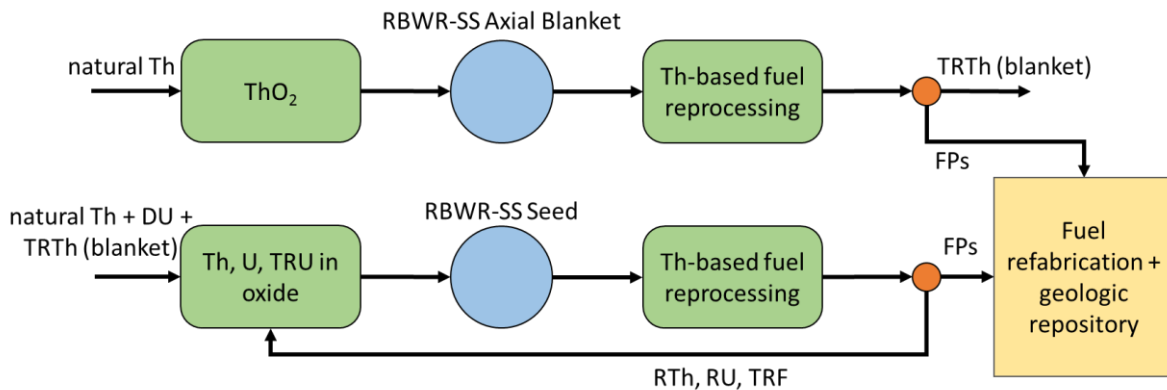 RBWR-SS Axial Blanket
natural Th
ThO₂
Th-based fuel
reprocessing
TRTh (blanket)
FPs
natural Th + DU +
TRTh (blanket)
Th, U, TRU in
oxide
RBWR-SS Seed
Th-based fuel
reprocessing
FPs
Fuel
refabrication +
geologic
repository
RTh, RU, TRF